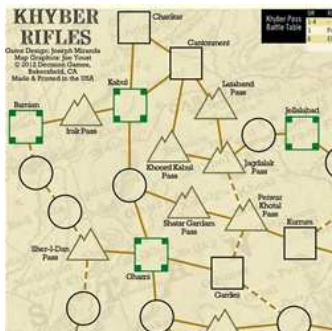 KHYBER
RIFLES
Game Design: Joseph Miranda
Map Graphics: Joe Youst
© 2012 Decision Games,
Bakersfield, CA
Made & Printed in the USA
Charikar
Khyber Pass
Battle Table
Cantonment
Kabul
Lataband
Pass
Bamian
Jellalabad
Irak Pass
Khoord Kabul
Pass
Jagdalak
Pass
Peiwar
Khotal
Pass
Shutar Gardan
Pass
Kurram
Sher-I-Dan
Pass
Ghazni
Gardez